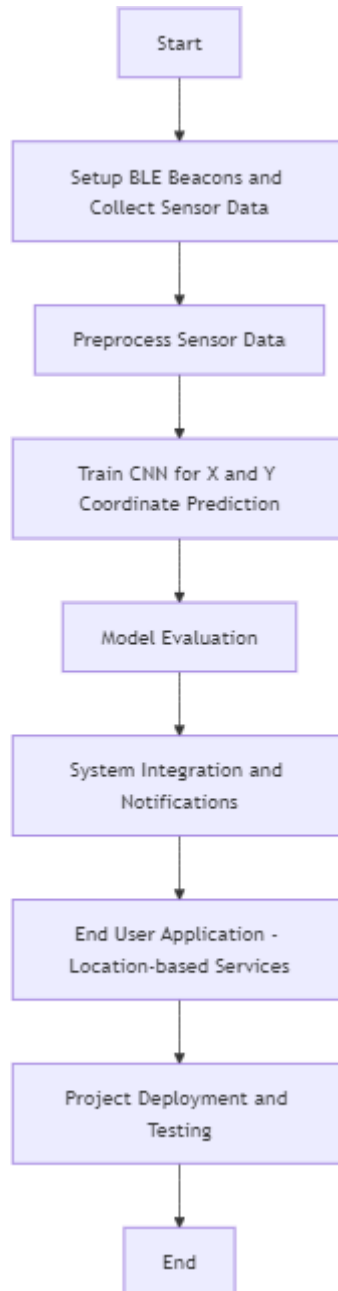 Start
Setup BLE Beacons and
Collect Sensor Data
Preprocess Sensor Data
Train CNN for X and Y
Coordinate Prediction
Model Evaluation
System Integration and
Notifications
End User Application -
Location-based Services
Project Deployment and
Testing
End